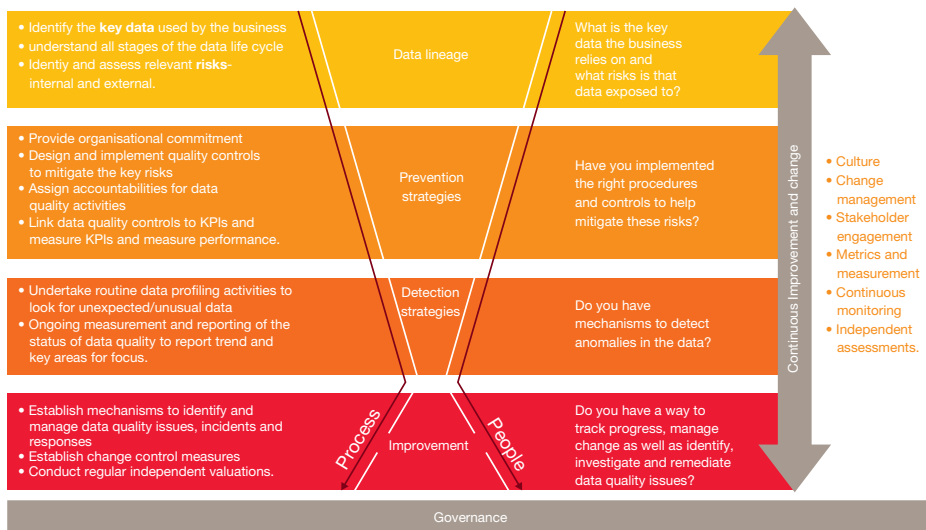 • Identify the key data used by the business
• understand all stages of the data life cycle
• Identiy and assess relevant risks-
internal and external.
Data lineage
What is the key
data the business
relies on and
what risks is that
data exposed to?
• Provide organisational commitment
• Design and implement quality controls
to mitigate the key risks
• Assign accountabilities for data
quality activities
• Link data quality controls to KPIs and
measure KPIs and measure performance.
Prevention
strategies
Have you implemented
the right procedures
and controls to help
mitigate these risks?
• Undertake routine data profiling activities to
look for unexpected/unusual data
• Ongoing measurement and reporting of the
status of data quality to report trend and
key areas for focus.
Detection
strategies
Do you have
mechanisms to detect
anomalies in the data?
• Establish mechanisms to identify and
manage data quality issues, incidents and
responses
• Establish change control measures
• Conduct regular independent valuations.
Process
Improvement
People
Do you have a way to
track progress, manage
change as well as identify,
investigate and remediate
data quality issues?
Continuous Improvement and change
• Culture
• Change
management
• Stakeholder
engagement
• Metrics and
measurement
• Continuous
monitoring
• Independent
assessments.
Governance